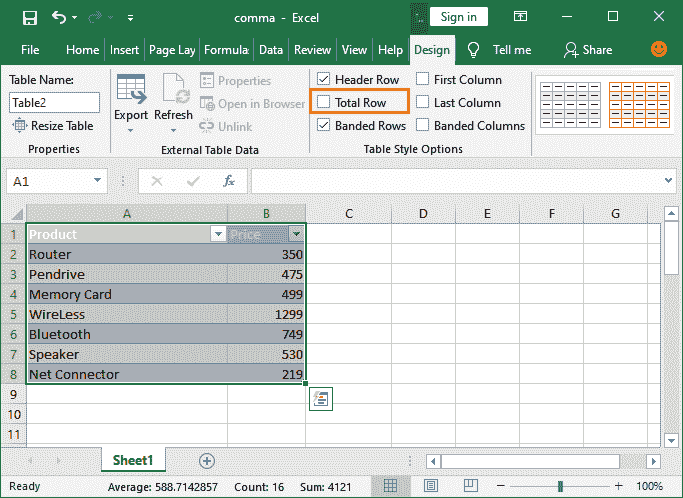 comma - Excel
Sign in
File Home Insert Page Lay Formula: Data Review View Help Design Tell me Share
Table Name:
Table2
Resize Table
Properties
Export
Refresh
Properties
Open in Browser
Unlink
External Table Data
Header Row
Total Row
Banded Rows
First Column
Last Column
Banded Columns
Table Style Options
A1
fx
A B C D E F G
1 Product Price
2 Router 350
3 Pendrive 475
4 Memory Card 499
5 WireLess 1299
6 Bluetooth 749
7 Speaker 530
8 Net Connector 219
9
10
11
Sheet1
Ready Average: 588.7142857 Count: 16 Sum: 4121 100%